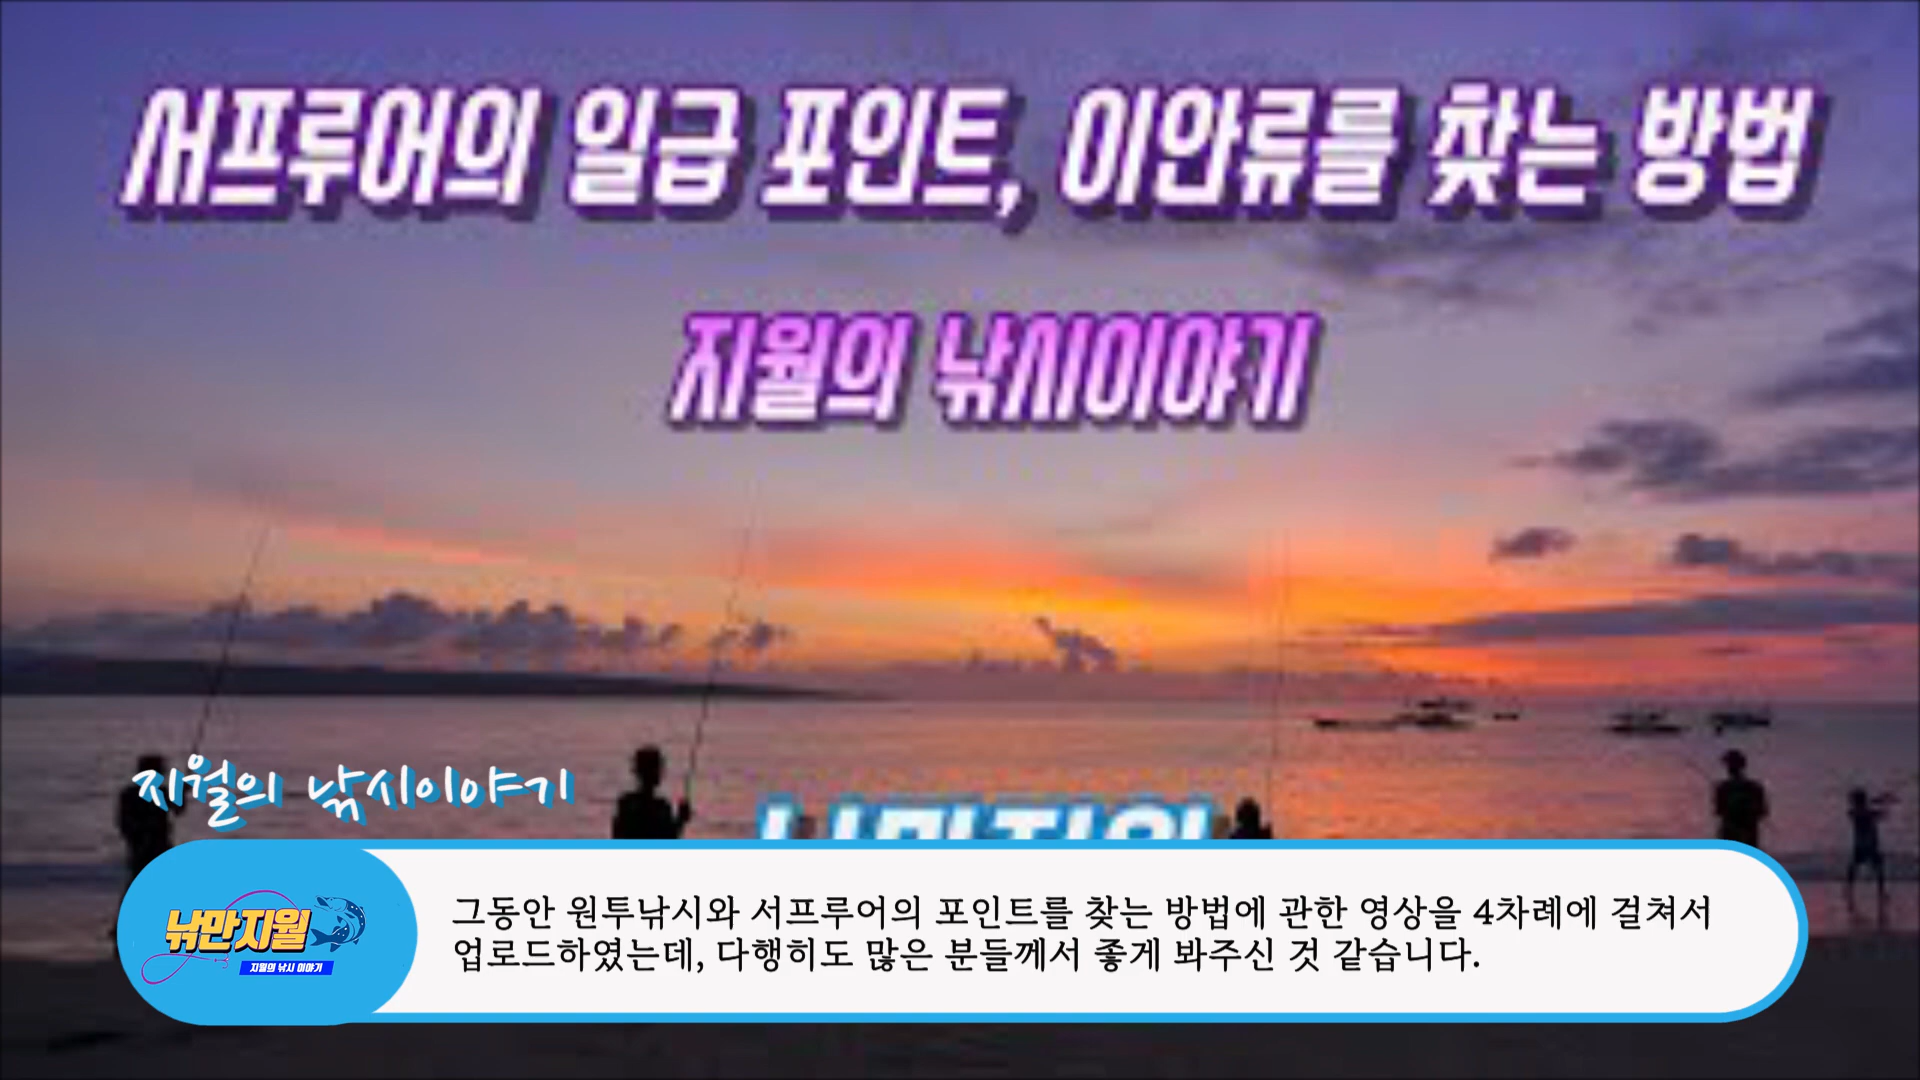 서프루어의 일급 포인트, 이안류를 찾는 방법
지월의 낚시이야기
지월의 낚시이야기
낚만지월
낚만지월
지월의 낚시 이야기
그동안 원투낚시와 서프루어의 포인트를 찾는 방법에 관한 영상을 4차례에 걸쳐서
업로드하였는데, 다행히도 많은 분들께서 좋게 봐주신 것 같습니다.